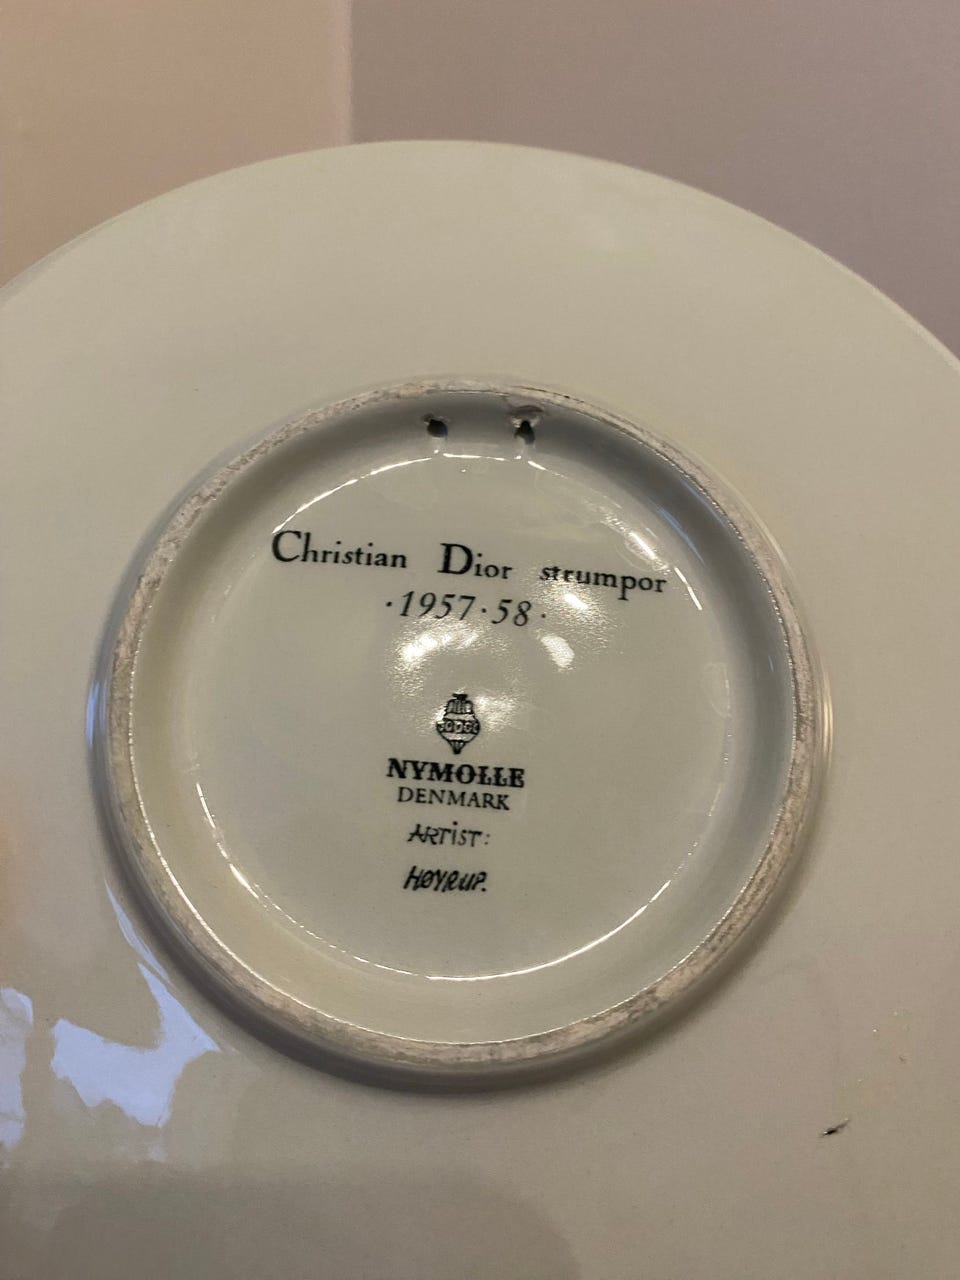 Christian Dior strumpor
·1957·58·
NYMOLLE
DENMARK
ARTiST:
HØYRUP.